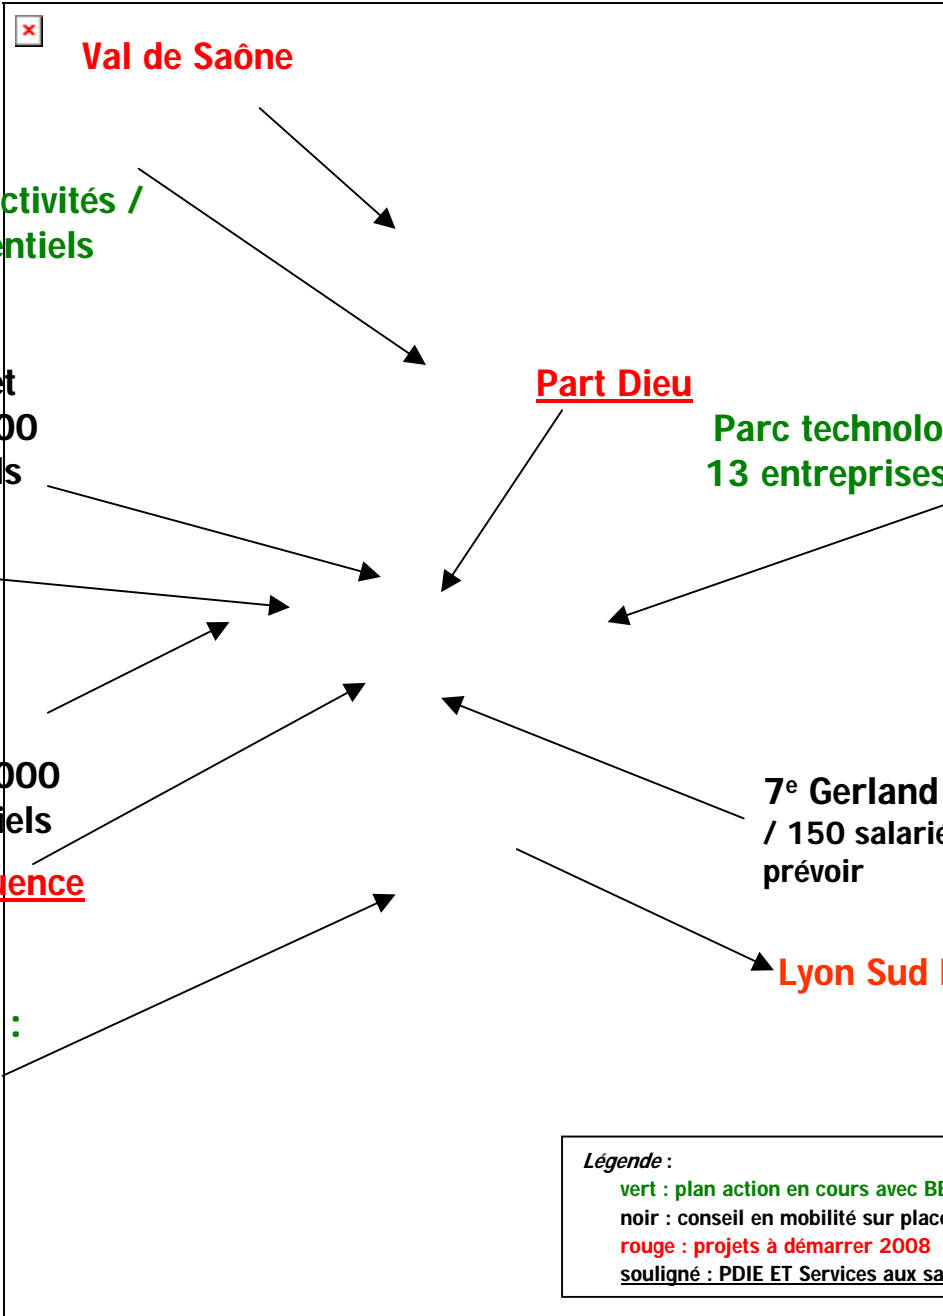 Val de Saône
ctivités /
entiels
et
00
ls
Part Dieu
Parc technolo
13 entreprises
000
iels
uence
7e Gerland
/ 150 salarié
prévoir
Lyon Sud
:
Légende :
vert : plan action en cours avec BE
noir : conseil en mobilité sur place
rouge : projets à démarrer 2008
souligné : PDIE ET Services aux sa